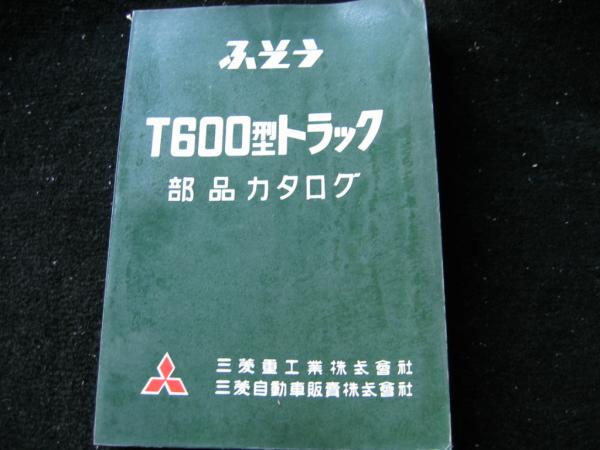 ふそう
T600型トラック
部品カタログ
三菱重工業株式會社
三菱自動車販賣株式會社